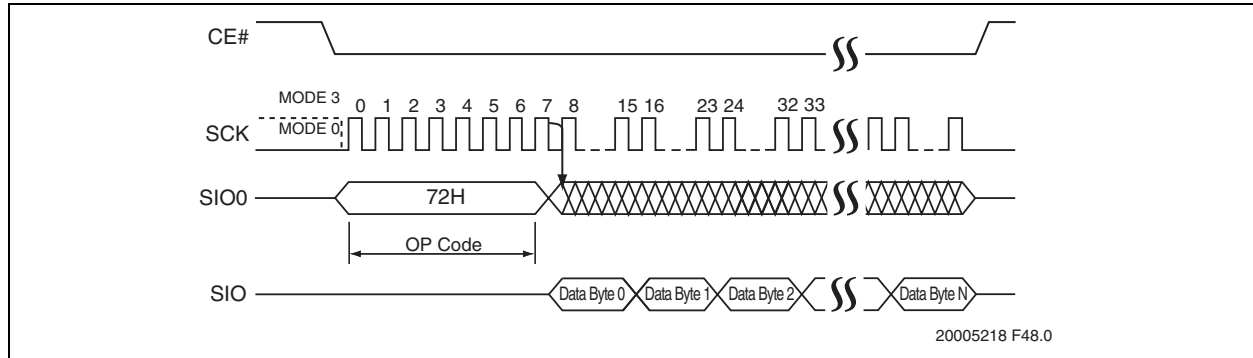 CE#
MODE 3
0 1 2 3 4 5 6 7 8 15 16 23 24 32 33
SCK MODE 0
SIO0 72H
OP Code
SIO Data Byte 0 Data Byte 1 Data Byte 2 Data Byte N
20005218 F48.0